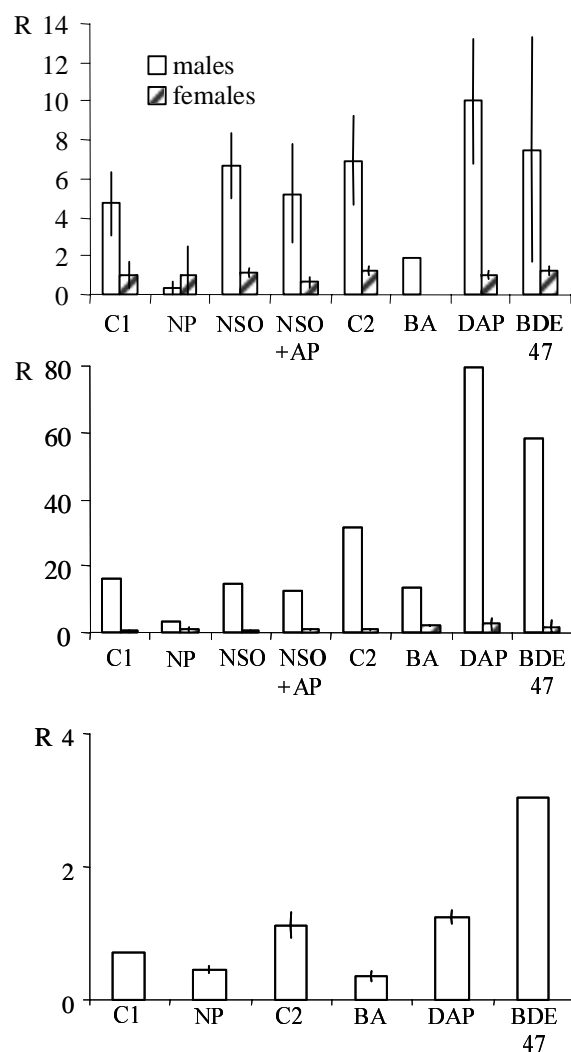 R 14
12
10
8
6
4
2
0
males
females
C1 NP NSO NSO C2 BA DAP BDE
+AP 47
R 80
60
40
20
0
C1 NP NSO NSO C2 BA DAP BDE
+AP 47
R 4
2
0
C1 NP C2 BA DAP BDE
47